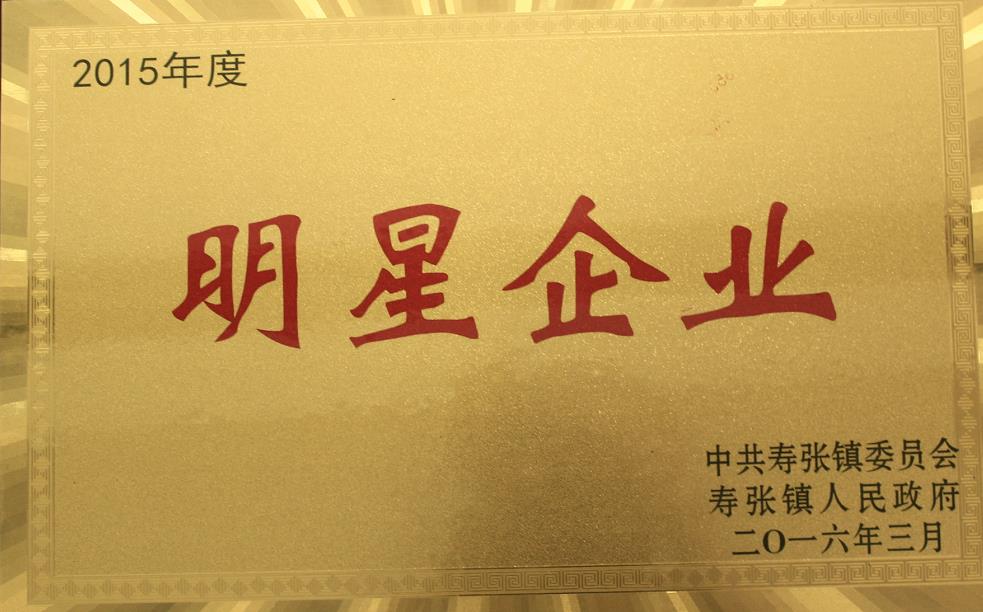 2015年度
明星企业
中共寿张镇委员会
寿张镇人民政府
二〇一六年三月